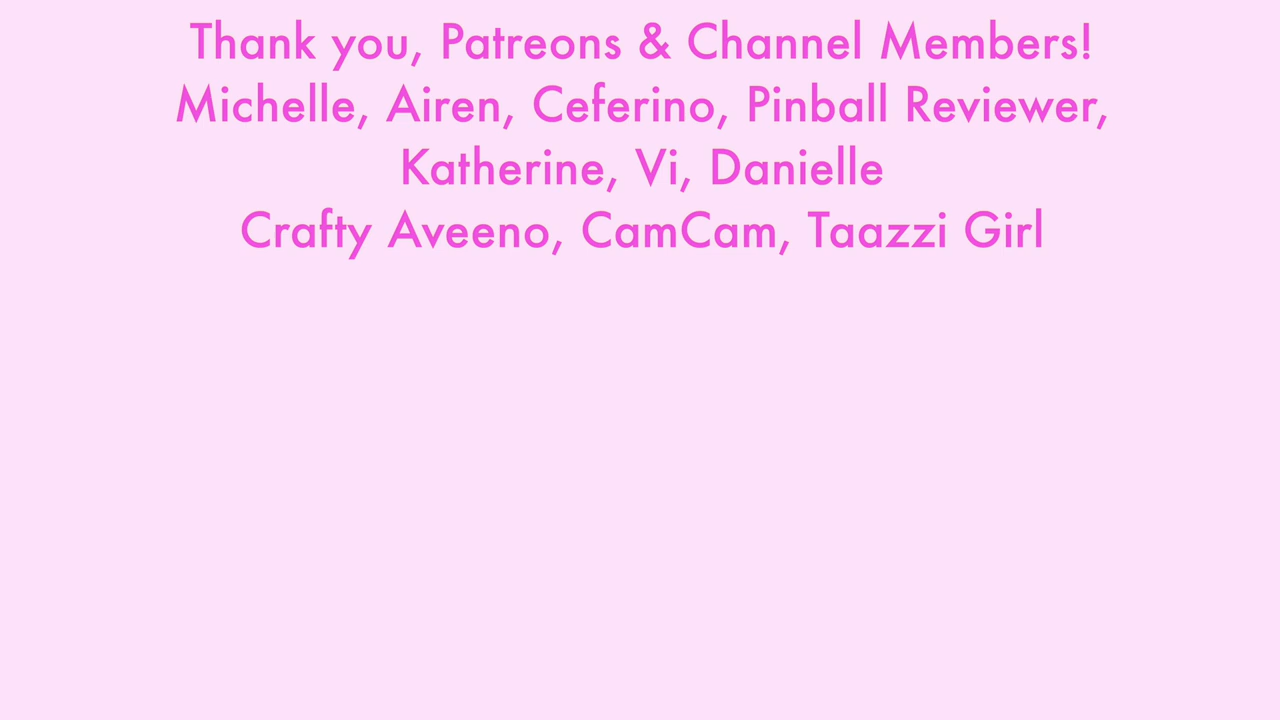 Thank you, Patreons & Channel Members!
Michelle, Airen, Ceferino, Pinball Reviewer,
Katherine, Vi, Danielle
Crafty Aveeno, CamCam, Taazzi Girl